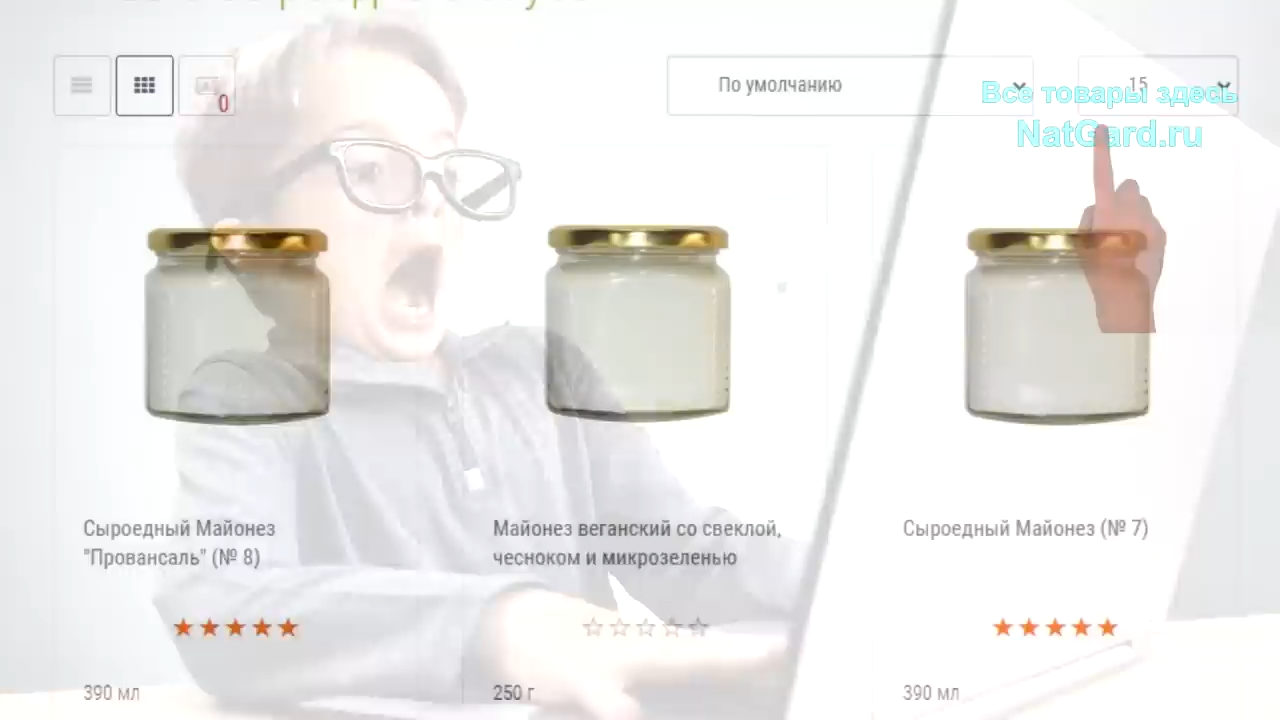 0
По умолчанию
15
Все товары здесь
NatGard.ru
Сыроедный Майонез
"Провансаль" (№ 8)
Майонез веганский со свеклой,
чесноком и микрозеленью
Сыроедный Майонез (№ 7)
390 мл
250 г
390 мл